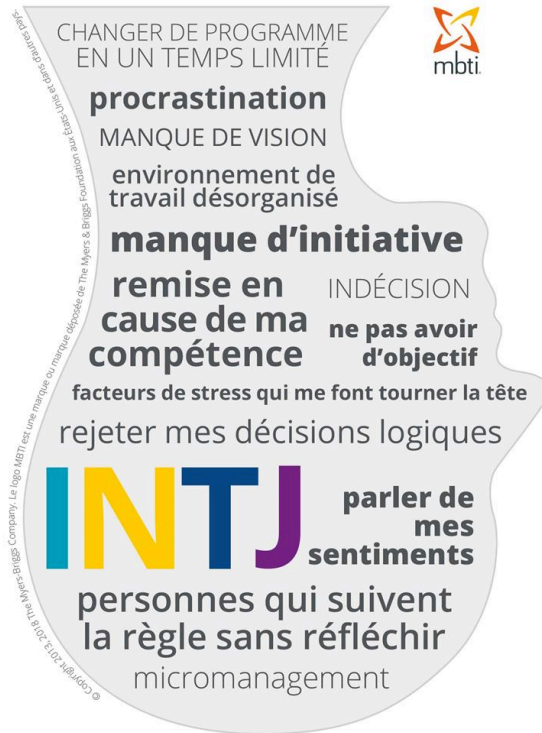 CHANGER DE PROGRAMME
EN UN TEMPS LIMITÉ
mbti.
procrastination
MANQUE DE VISION
environnement de
travail désorganisé
manque d'initiative
remise en
cause de ma
compétence
INDÉCISION
ne pas avoir
d'objectif
facteurs de stress qui me font tourner la tête
rejeter mes décisions logiques
INTJ
parler de
mes
sentiments
personnes qui suivent
la règle sans réfléchir
micromanagement
© Copyright 2013, 2018 The Myers-Briggs Company. Le logo MBTI est une marque ou marque déposée de The Myers & Briggs Foundation aux États-Unis et dans d'autres pays.